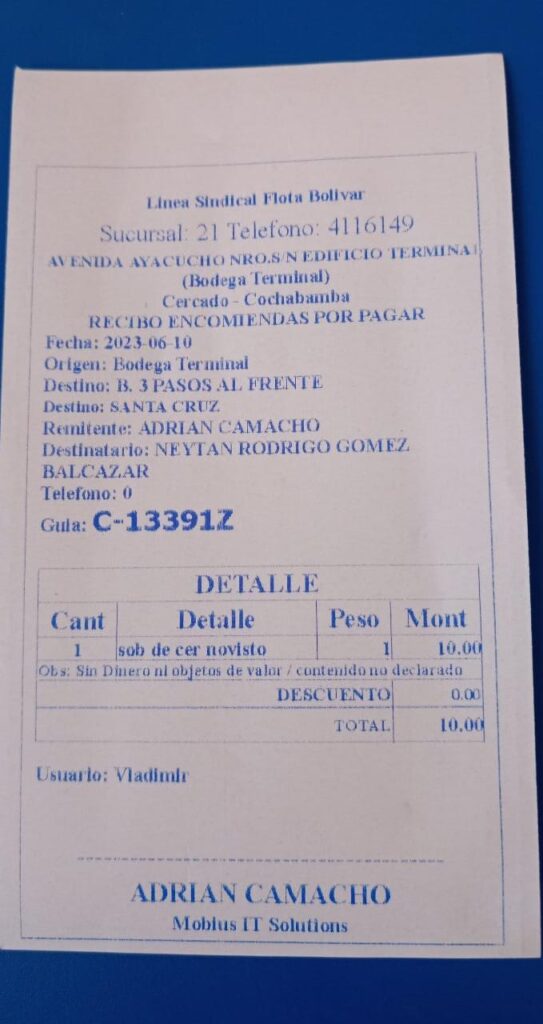 Linea Sindical Flota Bolivar
Sucursal: 21 Telefono: 4116149
AVENIDA AYACUCHO NRO.S/N EDIFICIO TERMINAL
(Bodega Terminal)
Cercado - Cochabamba
RECIBO ENCOMIENDAS POR PAGAR
Fecha: 2023-06-10
Origen: Bodega Terminal
Destino: B. 3 PASOS AL FRENTE
Destino: SANTA CRUZ
Remitente: ADRIAN CAMACHO
Destinatario: NEYTAN RODRIGO GOMEZ
BALCAZAR
Telefono: 0
Guia: C-13391Z
DETALLE
Cant Detalle Peso Mont
1 sob de cer novisto 1 10.00
Obs: Sin Dinero ni objetos de valor / contenido no declarado
DESCUENTO 0.00
TOTAL 10.00
Usuario: Vladimir
ADRIAN CAMACHO
Mobius IT Solutions